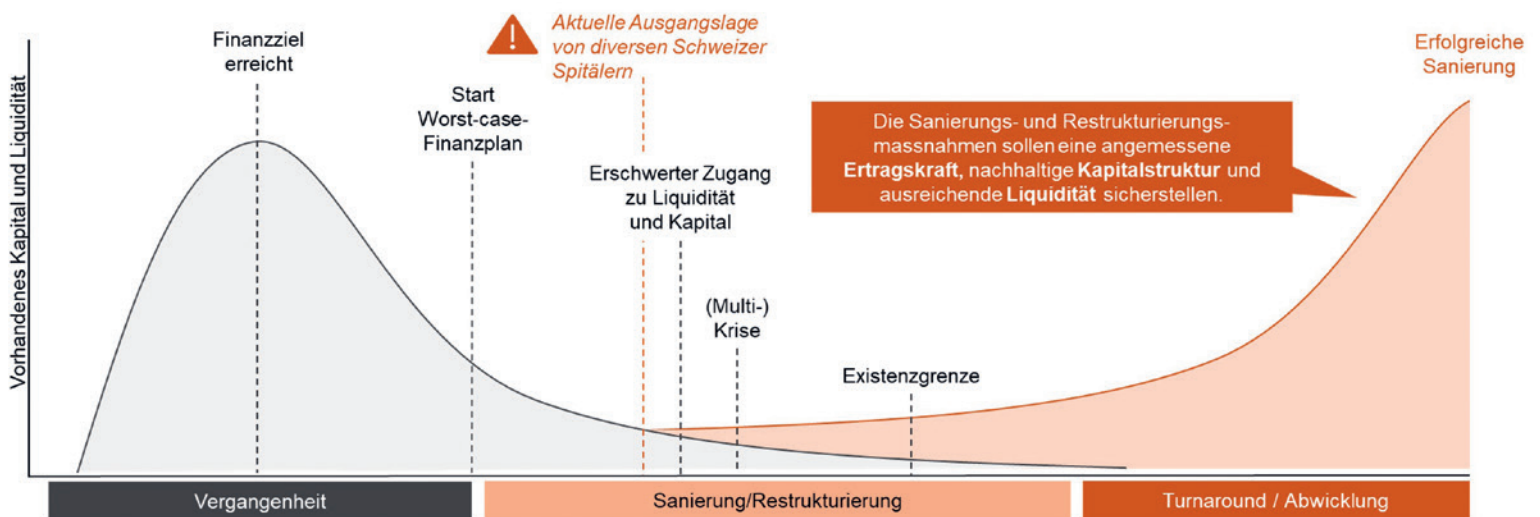 Vorhandenes Kapital und Liquidität
Finanzziel
erreicht
Start
Worst-case-
Finanzplan
Aktuelle Ausgangslage
von diversen Schweizer
Spitälern
Erschwerter Zugang
zu Liquidität
und Kapital
(Multi-)
Krise
Existenzgrenze
Die Sanierungs- und Restrukturierungs-
massnahmen sollen eine angemessene
Ertragskraft, nachhaltige Kapitalstruktur und
ausreichende Liquidität sicherstellen.
Erfolgreiche
Sanierung
Vergangenheit
Sanierung/Restrukturierung
Turnaround / Abwicklung